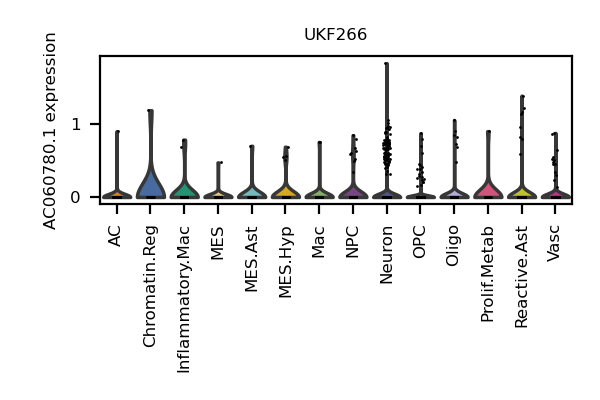 UKF266
AC060780.1 expression
1
0
AC
Chromatin.Reg
Inflammatory.Mac
MES
MES.Ast
MES.Hyp
Mac
NPC
Neuron
OPC
Oligo
Prolif.Metab
Reactive.Ast
Vasc